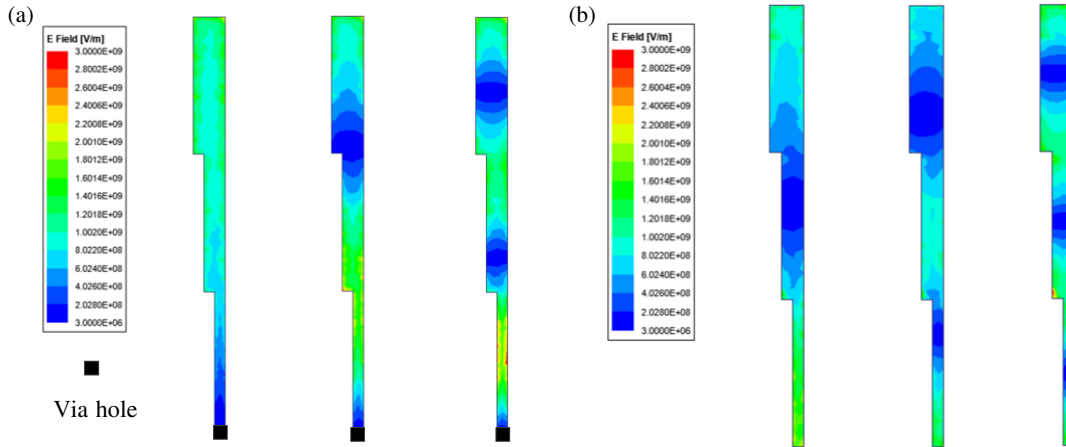 (a)
E Field [V/m]
3.0000E+09
2.8002E+09
2.6004E+09
2.4006E+09
2.2008E+09
2.0010E+09
1.8012E+09
1.6014E+09
1.4016E+09
1.2018E+09
1.0020E+09
8.0220E+08
6.0240E+08
4.0260E+08
2.0280E+08
3.0000E+06
Via hole
(b)
E Field [V/m]
3.0000E+09
2.8002E+09
2.6004E+09
2.4006E+09
2.2008E+09
2.0010E+09
1.8012E+09
1.6014E+09
1.4016E+09
1.2018E+09
1.0020E+09
8.0220E+08
6.0240E+08
4.0260E+08
2.0280E+08
3.0000E+06